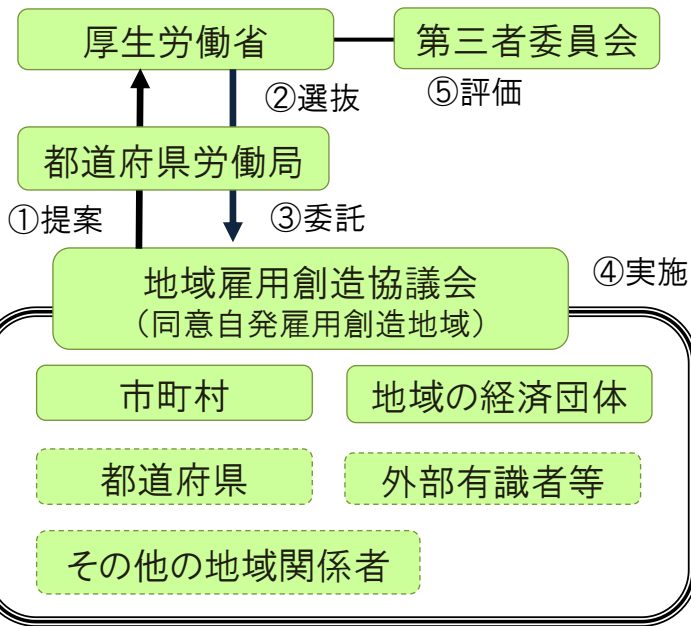 厚生労働省
第三者委員会
②選抜
⑤評価
都道府県労働局
①提案
③委託
地域雇用創造協議会
（同意自発雇用創造地域）
④実施
市町村
地域の経済団体
都道府県
外部有識者等
その他の地域関係者